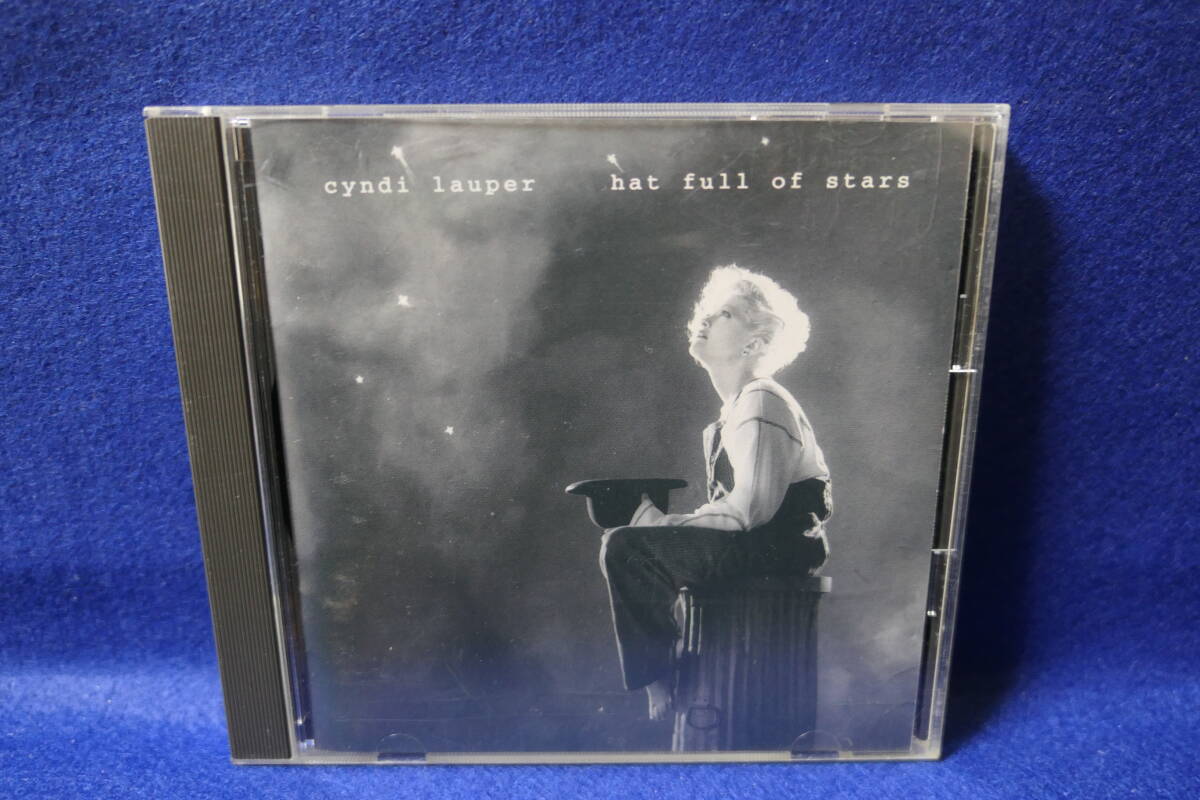 cyndi lauper hat full of stars